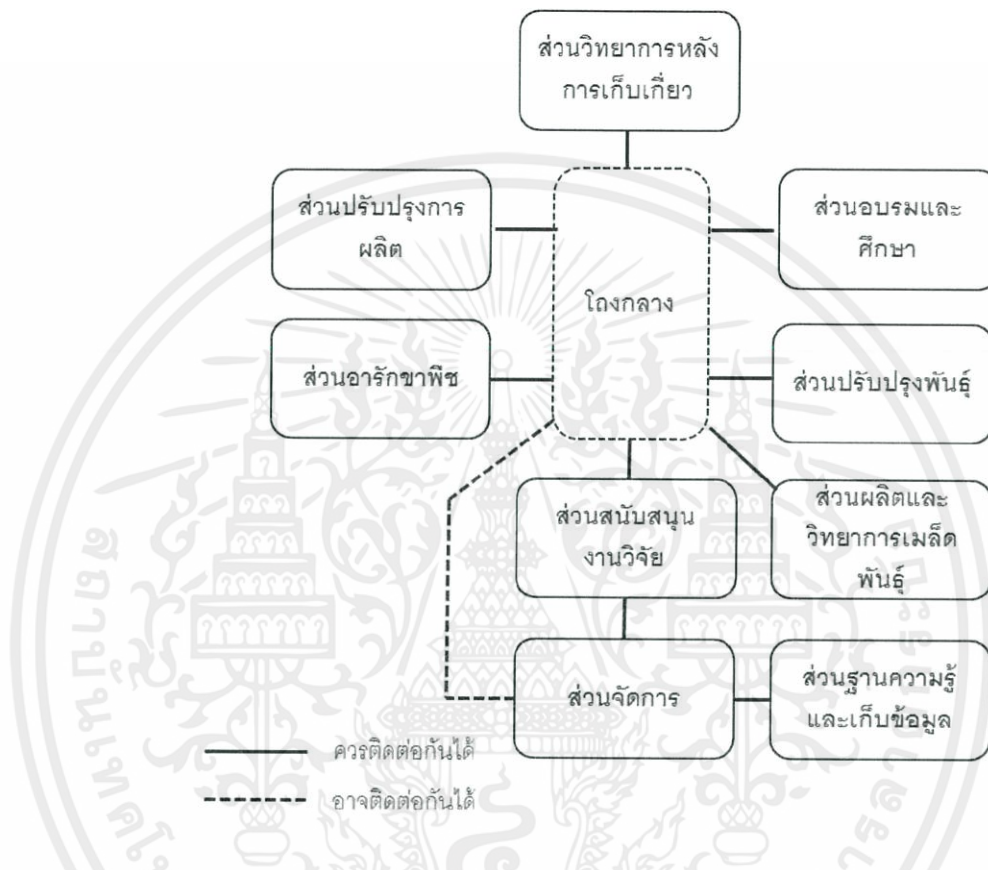 ส่วนวิทยาการหลัง
การเก็บเกี่ยว
ส่วนปรับปรุงการ
ผลิต
ส่วนอบรมและ
ศึกษา
โถงกลาง
ส่วนอารักขาพืช
ส่วนปรับปรุงพันธุ์
ส่วนสนับสนุน
งานวิจัย
ส่วนผลิตและ
วิทยาการเมล็ด
พันธุ์
ส่วนจัดการ
ส่วนฐานความรู้
และเก็บข้อมูล
ควรติดต่อกันได้
อาจติดต่อกันได้